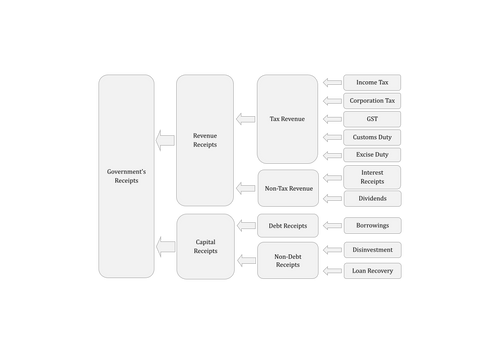 Government's
Receipts
Revenue
Receipts
Capital
Receipts
Tax Revenue
Non-Tax Revenue
Debt Receipts
Non-Debt
Receipts
Income Tax
Corporation Tax
GST
Customs Duty
Excise Duty
Interest
Receipts
Dividends
Borrowings
Disinvestment
Loan Recovery